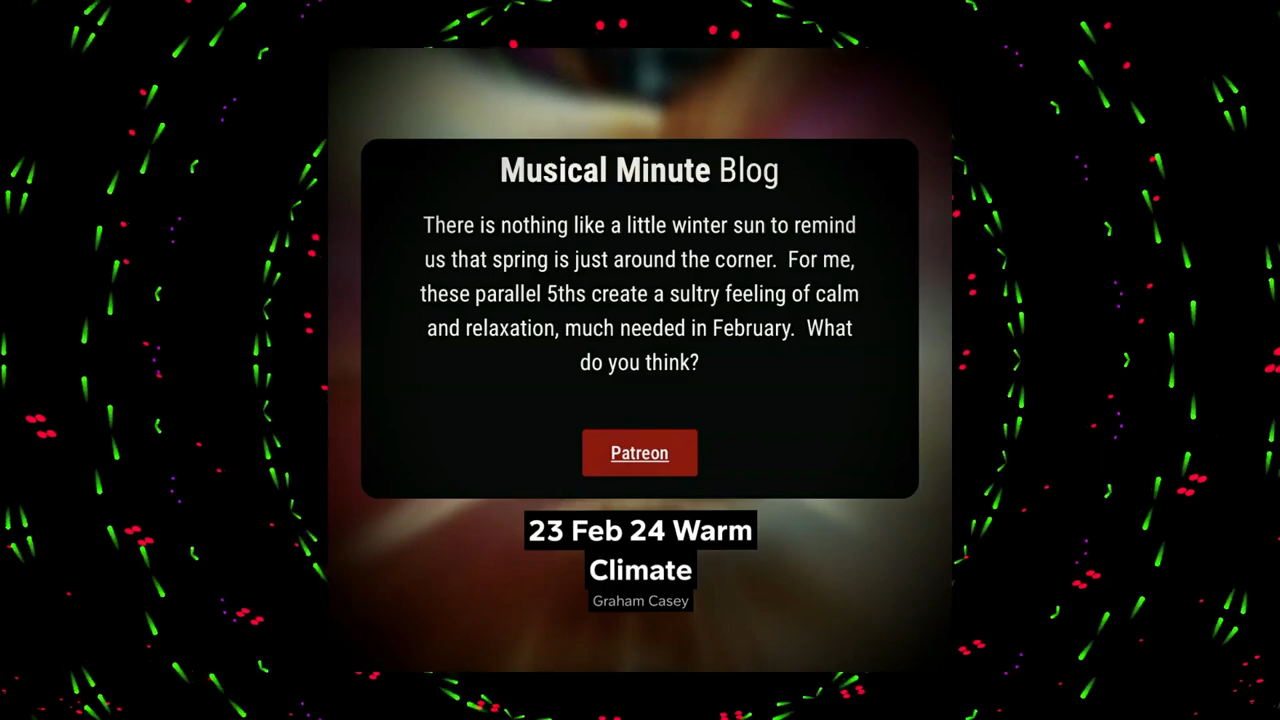 Musical Minute Blog
There is nothing like a little winter sun to remind
us that spring is just around the corner.  For me,
these parallel 5ths create a sultry feeling of calm
and relaxation, much needed in February.  What
do you think?
Patreon
23 Feb 24 Warm
Climate
Graham Casey